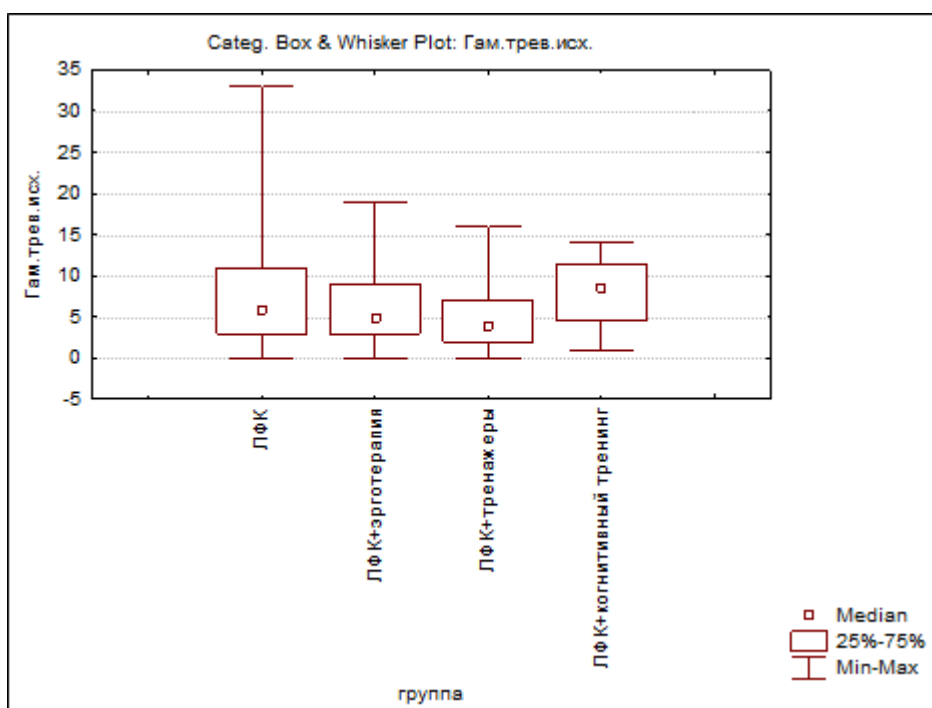 Categ. Box & Whisker Plot: Гам.трев.исх.
35
30
25
20
15
10
5
0
-5
Гам.трев.исх.
ЛФК
ЛФК+эрготерапия
ЛФК+тренажеры
ЛФК+когнитивный тренинг
группа
Median
25%-75%
Min-Max